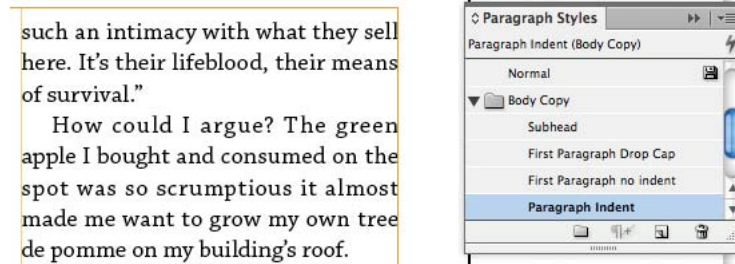 such an intimacy with what they sell
here. It's their lifeblood, their means
of survival.”
How could I argue? The green
apple I bought and consumed on the
spot was so scrumptious it almost
made me want to grow my own tree
de pomme on my building's roof.
Paragraph Styles
Paragraph Indent (Body Copy)
Normal
Body Copy
Subhead
First Paragraph Drop Cap
First Paragraph no indent
Paragraph Indent